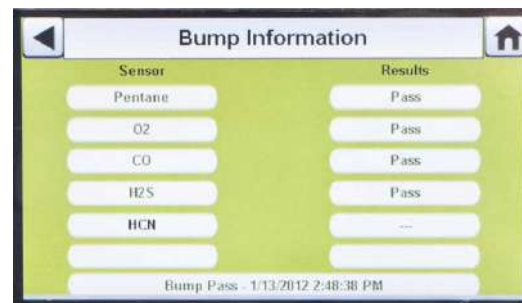 Bump Information
Sensor Results
Pentane Pass
O2 Pass
CO Pass
H2S Pass
HCN ---
Bump Pass - 1/13/2012 2:48:38 PM